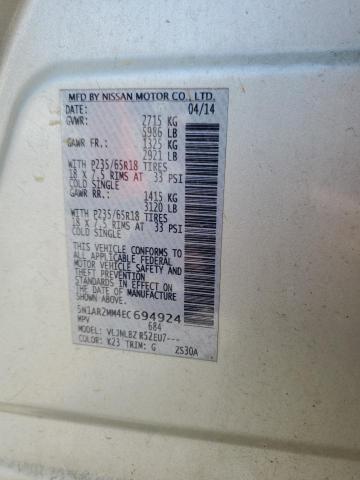 MFD BY NISSAN MOTOR CO., LTD.
DATE: 04/14
GVWR: 2715 KG
5986 LB
GAWR FR.: 1325 KG
2921 LB
WITH P235/65R18 TIRES
18 X 7.5 RIMS AT 33 PSI
COLD SINGLE
GAWR RR.: 1415 KG
3120 LB
WITH P235/65R18 TIRES
18 X 7.5 RIMS AT 33 PSI
COLD SINGLE
THIS VEHICLE CONFORMS TO
ALL APPLICABLE FEDERAL
MOTOR VEHICLE SAFETY
STANDARDS IN EFFECT ON
THE DATE OF MANUFACTURE
SHOWN ABOVE.
5N1AR2MM4EC694924
MPV 684
MODEL: VLJNLBZ R52EU7---
COLOR: K23 TRIM: G 2S30A